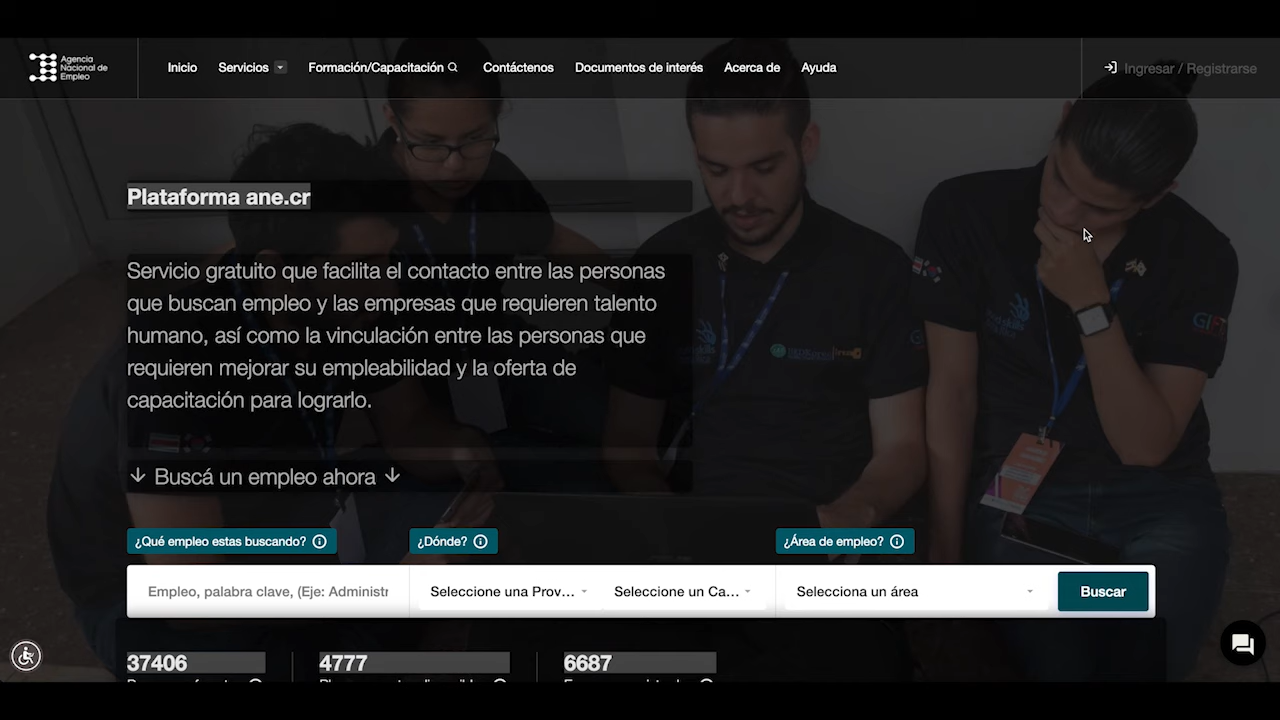 Agencia
Nacional de
Empleo
Inicio
Servicios
Formación/Capacitación
Contáctenos
Documentos de interés
Acerca de
Ayuda
Ingresar / Registrarse
Plataforma ane.cr
Servicio gratuito que facilita el contacto entre las personas
que buscan empleo y las empresas que requieren talento
humano, así como la vinculación entre las personas que
requieren mejorar su empleabilidad y la oferta de
capacitación para lograrlo.
↓ Buscá un empleo ahora ↓
¿Qué empleo estas buscando?
¿Dónde?
¿Área de empleo?
Empleo, palabra clave, (Eje: Administr
Seleccione una Prov...
Seleccione un Ca...
Selecciona un área
Buscar
37406
4777
6687